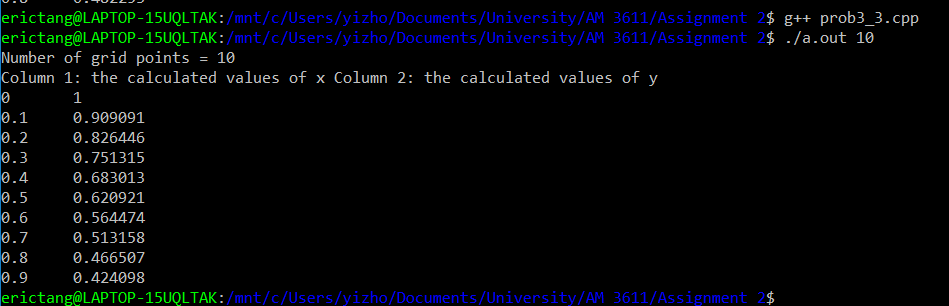 0.8 0.482253
erictang@LAPTOP-15UQLTAK:/mnt/c/Users/yizho/Documents/University/AM 3611/Assignment 2$ g++ prob3_3.cpp
erictang@LAPTOP-15UQLTAK:/mnt/c/Users/yizho/Documents/University/AM 3611/Assignment 2$ ./a.out 10
Number of grid points = 10
Column 1: the calculated values of x Column 2: the calculated values of y
0 1
0.1 0.909091
0.2 0.826446
0.3 0.751315
0.4 0.683013
0.5 0.620921
0.6 0.564474
0.7 0.513158
0.8 0.466507
0.9 0.424098
erictang@LAPTOP-15UQLTAK:/mnt/c/Users/yizho/Documents/University/AM 3611/Assignment 2$